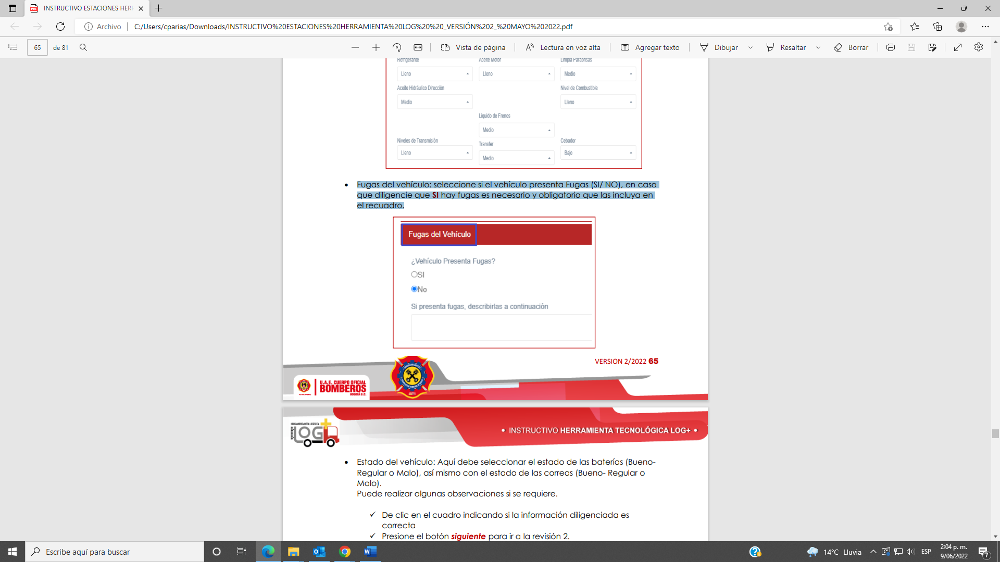 INSTRUCTIVO ESTACIONES HER
Archivo
C:/Users/cparias/Downloads/INSTRUCTIVO%20ESTACIONES%20HERRAMIENTA%20LOG%20%20_VERSIÓN%202_%20MAYO%202022.pdf
65 de 81
Vista de página
Lectura en voz alta
Agregar texto
Dibujar
Resaltar
Borrar
Refrigerante Aceite Motor Limpia Parabrisas
Lleno Lleno Medio
Aceite Hidráulico Dirección Nivel de Combustible
Medio Lleno
Liquido de Frenos
Medio
Niveles de Transmisión Transfer Cebador
Lleno Medio Bajo
• Fugas del vehículo: seleccione si el vehículo presenta Fugas (SI/ NO), en caso
que diligencie que SI hay fugas es necesario y obligatorio que las incluya en
el recuadro.
Fugas del Vehículo
¿Vehículo Presenta Fugas?
SI
No
Si presenta fugas, describirlas a continuación
VERSION 2/2022 65
U.A.E. CUERPO OFICIAL
BOMBEROS
BOGOTÁ D.C.
HERRAMIENTA MESA LOGÍSTICA
LOG+
• INSTRUCTIVO HERRAMIENTA TECNOLÓGICA LOG+ •
• Estado del vehículo: Aquí debe seleccionar el estado de las baterías (Bueno-
Regular o Malo), así mismo con el estado de las correas (Bueno- Regular o
Malo).
Puede realizar algunas observaciones si se requiere.
✓ De clic en el cuadro indicando si la información diligenciada es
correcta
✓ Presione el botón siguiente para ir a la revisión 2.
Escribe aquí para buscar
14°C Lluvia
ESP
2:04 p. m.
9/06/2022
7